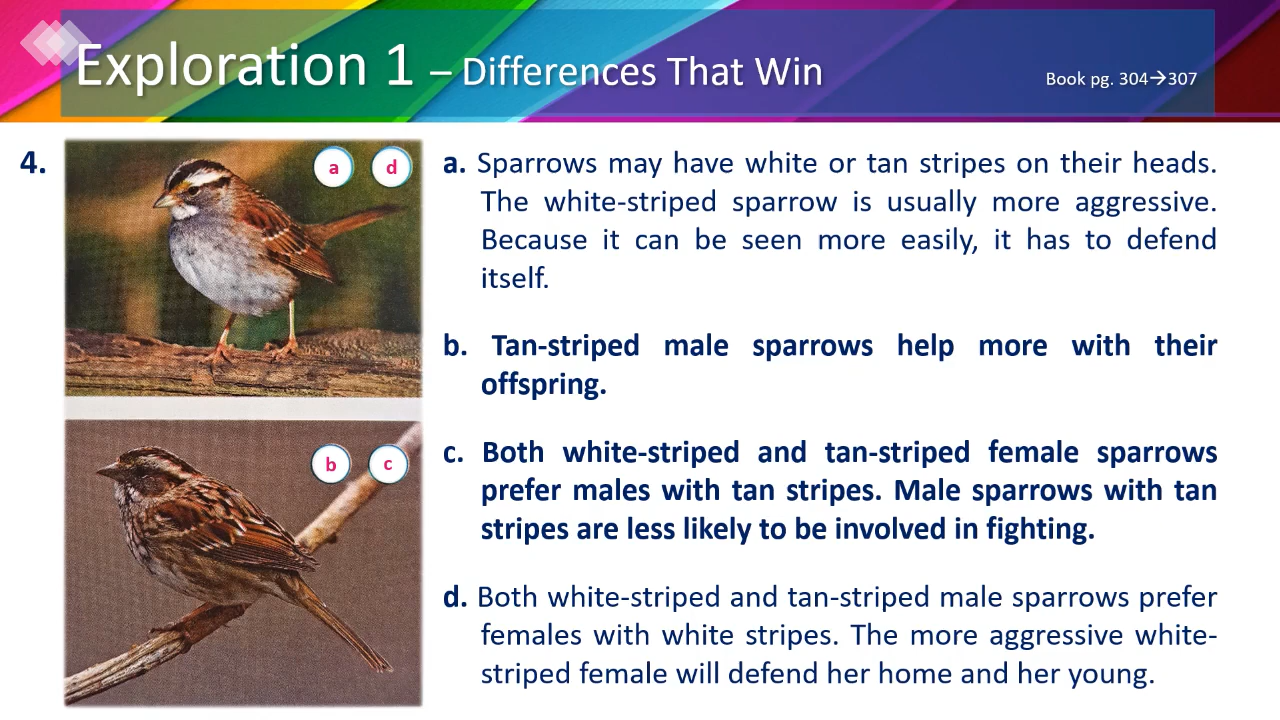 Exploration 1 – Differences That Win
Book pg. 304→307
4.
a d
a. Sparrows may have white or tan stripes on their heads.
The white-striped sparrow is usually more aggressive.
Because it can be seen more easily, it has to defend
itself.
b. Tan-striped male sparrows help more with their
offspring.
b c
c. Both white-striped and tan-striped female sparrows
prefer males with tan stripes. Male sparrows with tan
stripes are less likely to be involved in fighting.
d. Both white-striped and tan-striped male sparrows prefer
females with white stripes. The more aggressive white-
striped female will defend her home and her young.